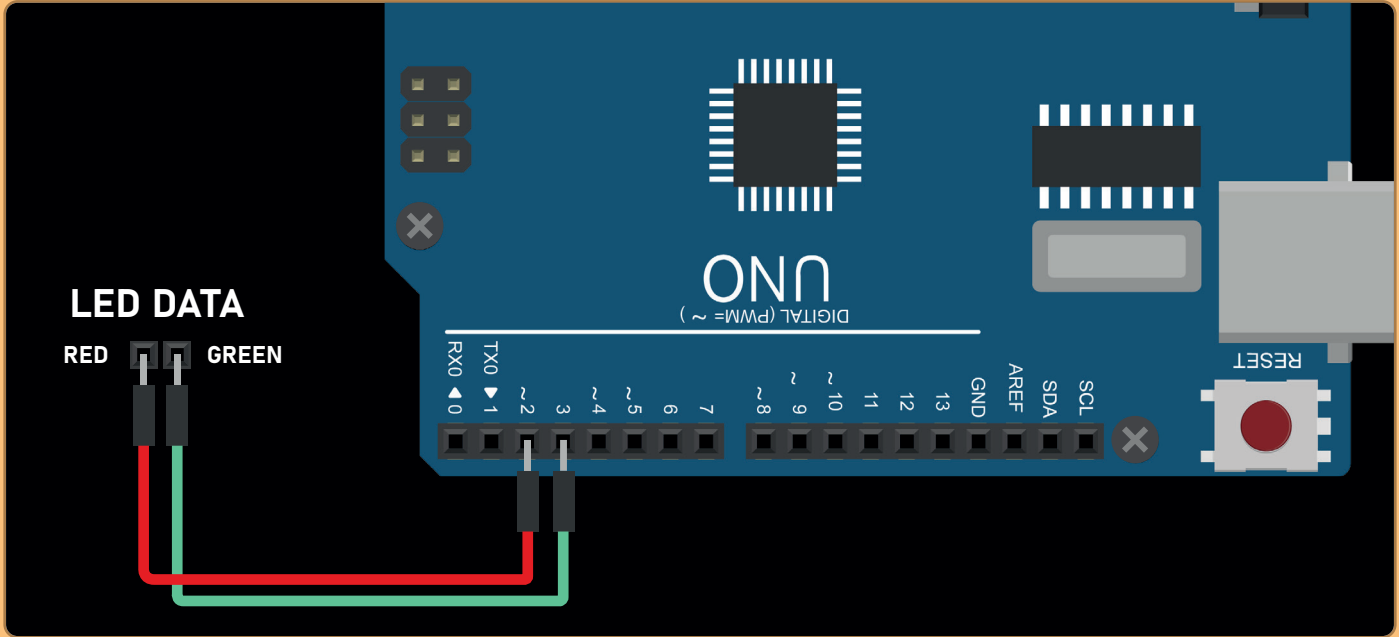 UNO
DIGITAL (PWM= ~ )
LED DATA
RED GREEN
RESET
RX0 ◀ 0
TX0 ▶ 1
~ 2
3
~ 4
~ 5
6
7
~ 8
~ 9
~ 10
11
12
13
GND
AREF
SDA
SCL